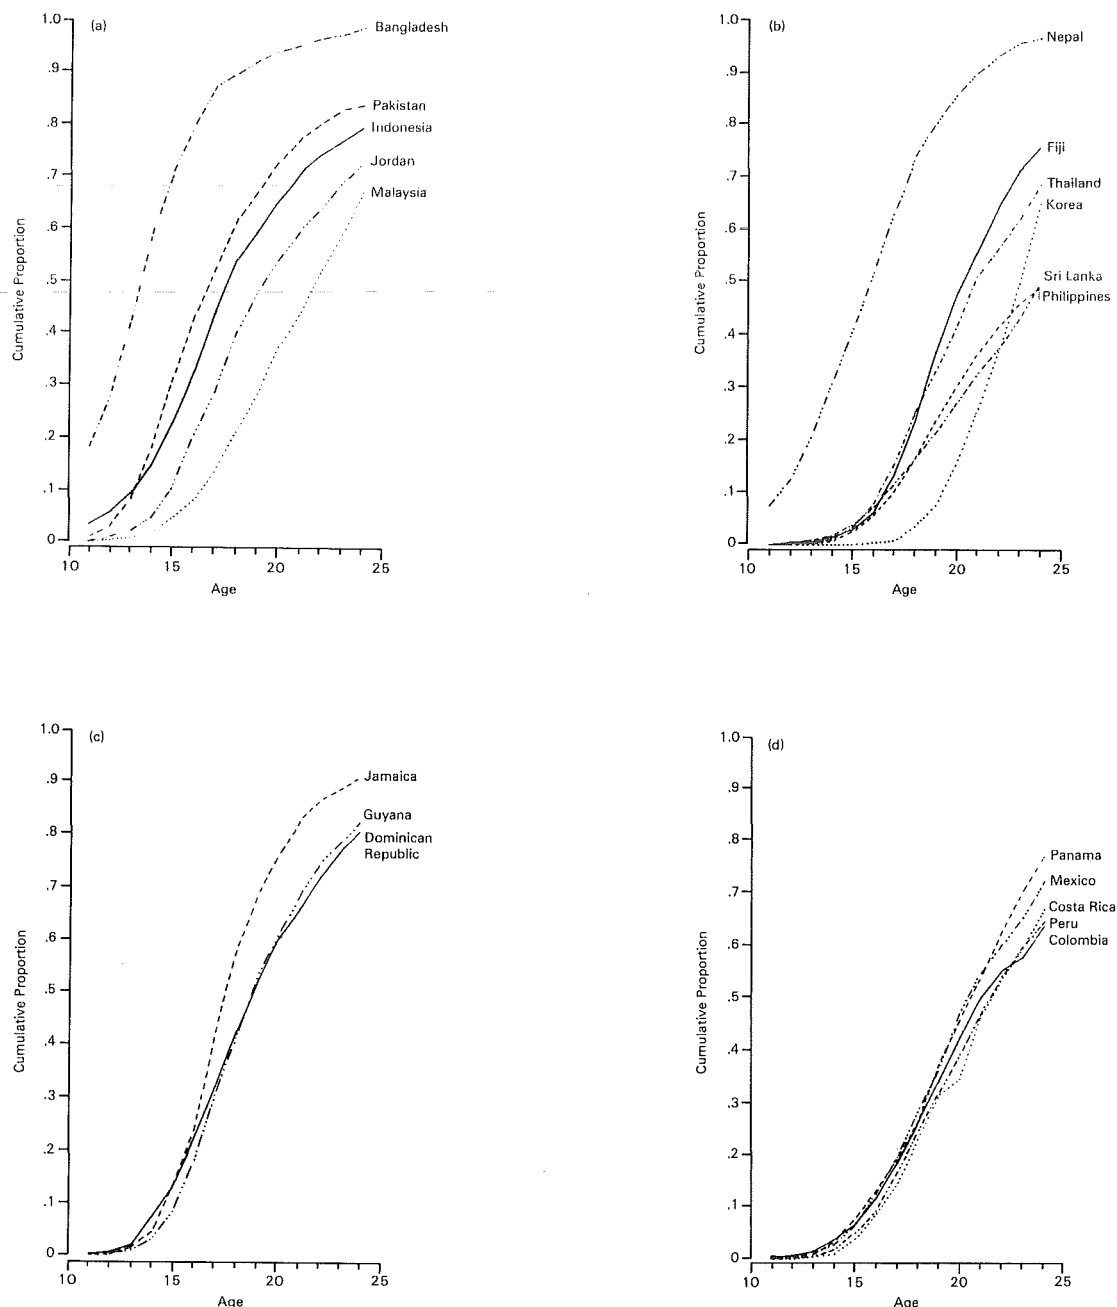 (a)
1.0
.9
.8
.7
.6
.5
.4
.3
.2
.1
0
Cumulative Proportion
Bangladesh
Pakistan
Indonesia
Jordan
Malaysia
10 15 20 25
Age
(b)
1.0
.9
.8
.7
.6
.5
.4
.3
.2
.1
0
Cumulative Proportion
Nepal
Fiji
Thailand
Korea
Sri Lanka
Philippines
10 15 20 25
Age
(c)
1.0
.9
.8
.7
.6
.5
.4
.3
.2
.1
0
Cumulative Proportion
Jamaica
Guyana
Dominican
Republic
10 15 20 25
Age
(d)
1.0
.9
.8
.7
.6
.5
.4
.3
.2
.1
0
Cumulative Proportion
Panama
Mexico
Costa Rica
Peru
Colombia
10 15 20 25
Age